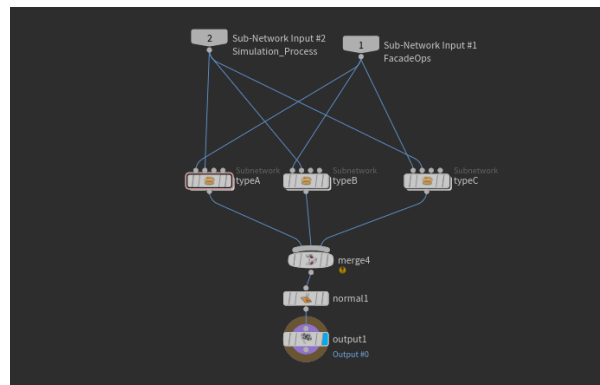 2
Sub-Network Input #2
Simulation_Process
1
Sub-Network Input #1
FacadeOps
Subnetwork
typeA
Subnetwork
typeB
Subnetwork
typeC
merge4
normal1
output1
Output #0